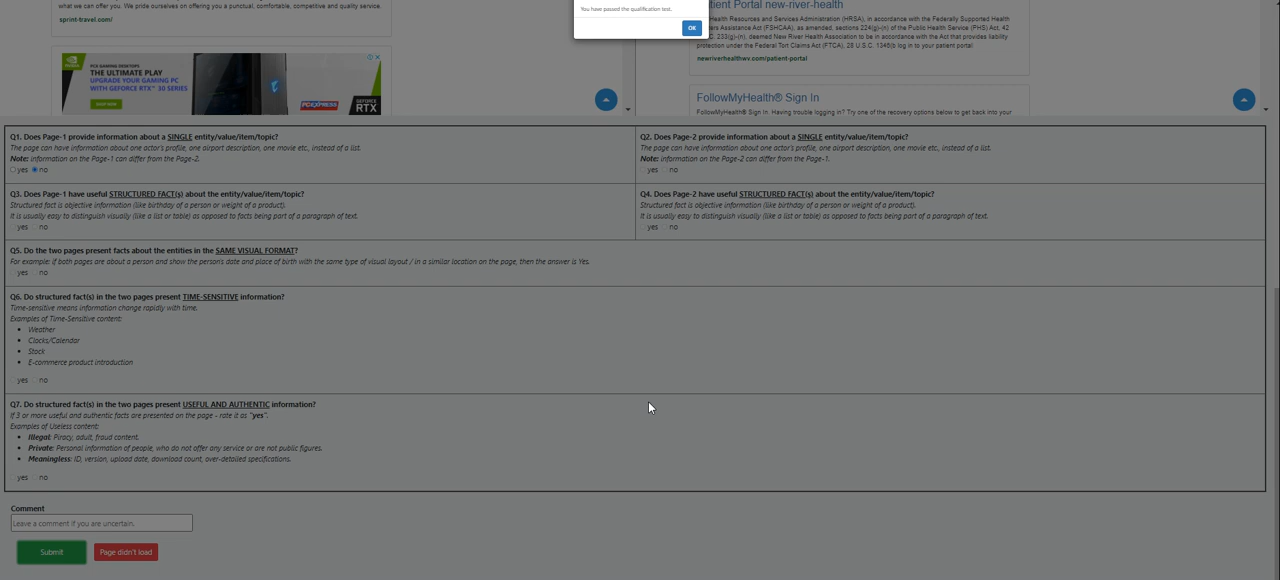 You have passed the qualification test.
OK
what we can offer you. We pride ourselves on offering you a punctual, comfortable, competitive and quality service.
sprint-travel.com/
NVIDIA
PCX GAMING DESKTOPS
THE ULTIMATE PLAY
UPGRADE YOUR GAMING PC
WITH GEFORCE RTX™ 30 SERIES
SHOP NOW
PCEXPRESS
GEFORCE
RTX
Patient Portal new-river-health
Health Resources and Services Administration (HRSA), in accordance with the Federally Supported Health
ters Assistance Act (FSHCAA), as amended, sections 224(g)-(n) of the Public Health Service (PHS) Act, 42
C. 233(g)-(n), deemed New River Health Association to be in accordance with the Act that provides liability
protection under the Federal Tort Claims Act (FTCA), 28 U.S.C. 1346(b) log in to your patient portal
newriverhealthwv.com/patient-portal
FollowMyHealth® Sign In
FollowMyHealth® Sign In. Having trouble logging in? Try one of the recovery options below to get back into your
Q1. Does Page-1 provide information about a SINGLE entity/value/item/topic?
The page can have information about one actor's profile, one airport description, one movie etc., instead of a list.
Note: information on the Page-1 can differ from the Page-2.
yes no
Q2. Does Page-2 provide information about a SINGLE entity/value/item/topic?
The page can have information about one actor's profile, one airport description, one movie etc., instead of a list.
Note: information on the Page-2 can differ from the Page-1.
yes no
Q3. Does Page-1 have useful STRUCTURED FACT(s) about the entity/value/item/topic?
Structured fact is objective information (like birthday of a person or weight of a product).
It is usually easy to distinguish visually (like a list or table) as opposed to facts being part of a paragraph of text.
yes no
Q4. Does Page-2 have useful STRUCTURED FACT(s) about the entity/value/item/topic?
Structured fact is objective information (like birthday of a person or weight of a product).
It is usually easy to distinguish visually (like a list or table) as opposed to facts being part of a paragraph of text.
yes no
Q5. Do the two pages present facts about the entities in the SAME VISUAL FORMAT?
For example: if both pages are about a person and show the person's date and place of birth with the same type of visual layout / in a similar location on the page, then the answer is Yes.
yes no
Q6. Do structured fact(s) in the two pages present TIME-SENSITIVE information?
Time-sensitive means information change rapidly with time.
Examples of Time-Sensitive content:
• Weather
• Clocks/Calendar
• Stock
• E-commerce product introduction
yes no
Q7. Do structured fact(s) in the two pages present USEFUL AND AUTHENTIC information?
If 3 or more useful and authentic facts are presented on the page - rate it as "yes".
Examples of Useless content:
• Illegal: Piracy, adult, fraud content.
• Private: Personal information of people, who do not offer any service or are not public figures.
• Meaningless: ID, version, upload date, download count, over-detailed specifications.
yes no
Comment
Leave a comment if you are uncertain.
Submit
Page didn't load